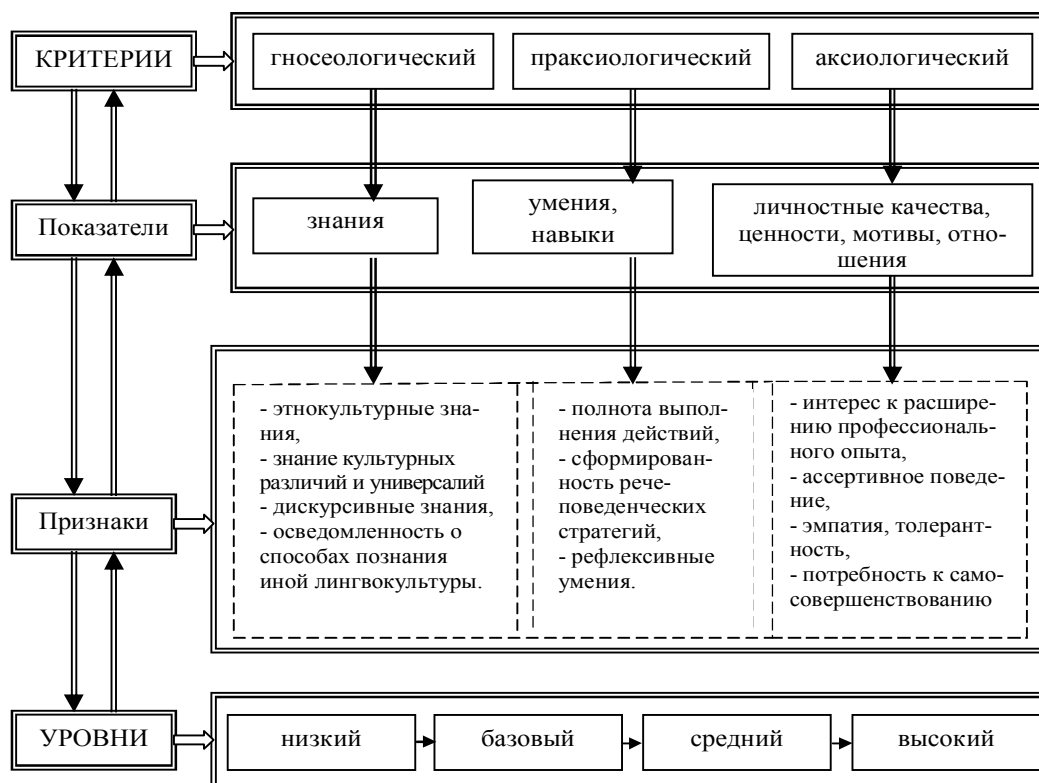 КРИТЕРИИ
гносеологический
праксиологический
аксиологический
Показатели
знания
умения,
навыки
личностные качества,
ценности, мотивы, отно-
шения
Признаки
- этнокультурные зна-
ния,
- знание культурных
различий и универсалий
- дискурсивные знания,
- осведомленность о
способах познания
иной лингвокультуры.
- полнота выпол-
нения действий,
- сформирован-
ность рече-
поведенческих
стратегий,
- рефлексивные
умения.
- интерес к расшире-
нию профессиональ-
ного опыта,
- ассертивное поведе-
ние,
- эмпатия, толерант-
ность,
- потребность к само-
совершенствованию
УРОВНИ
низкий
базовый
средний
высокий